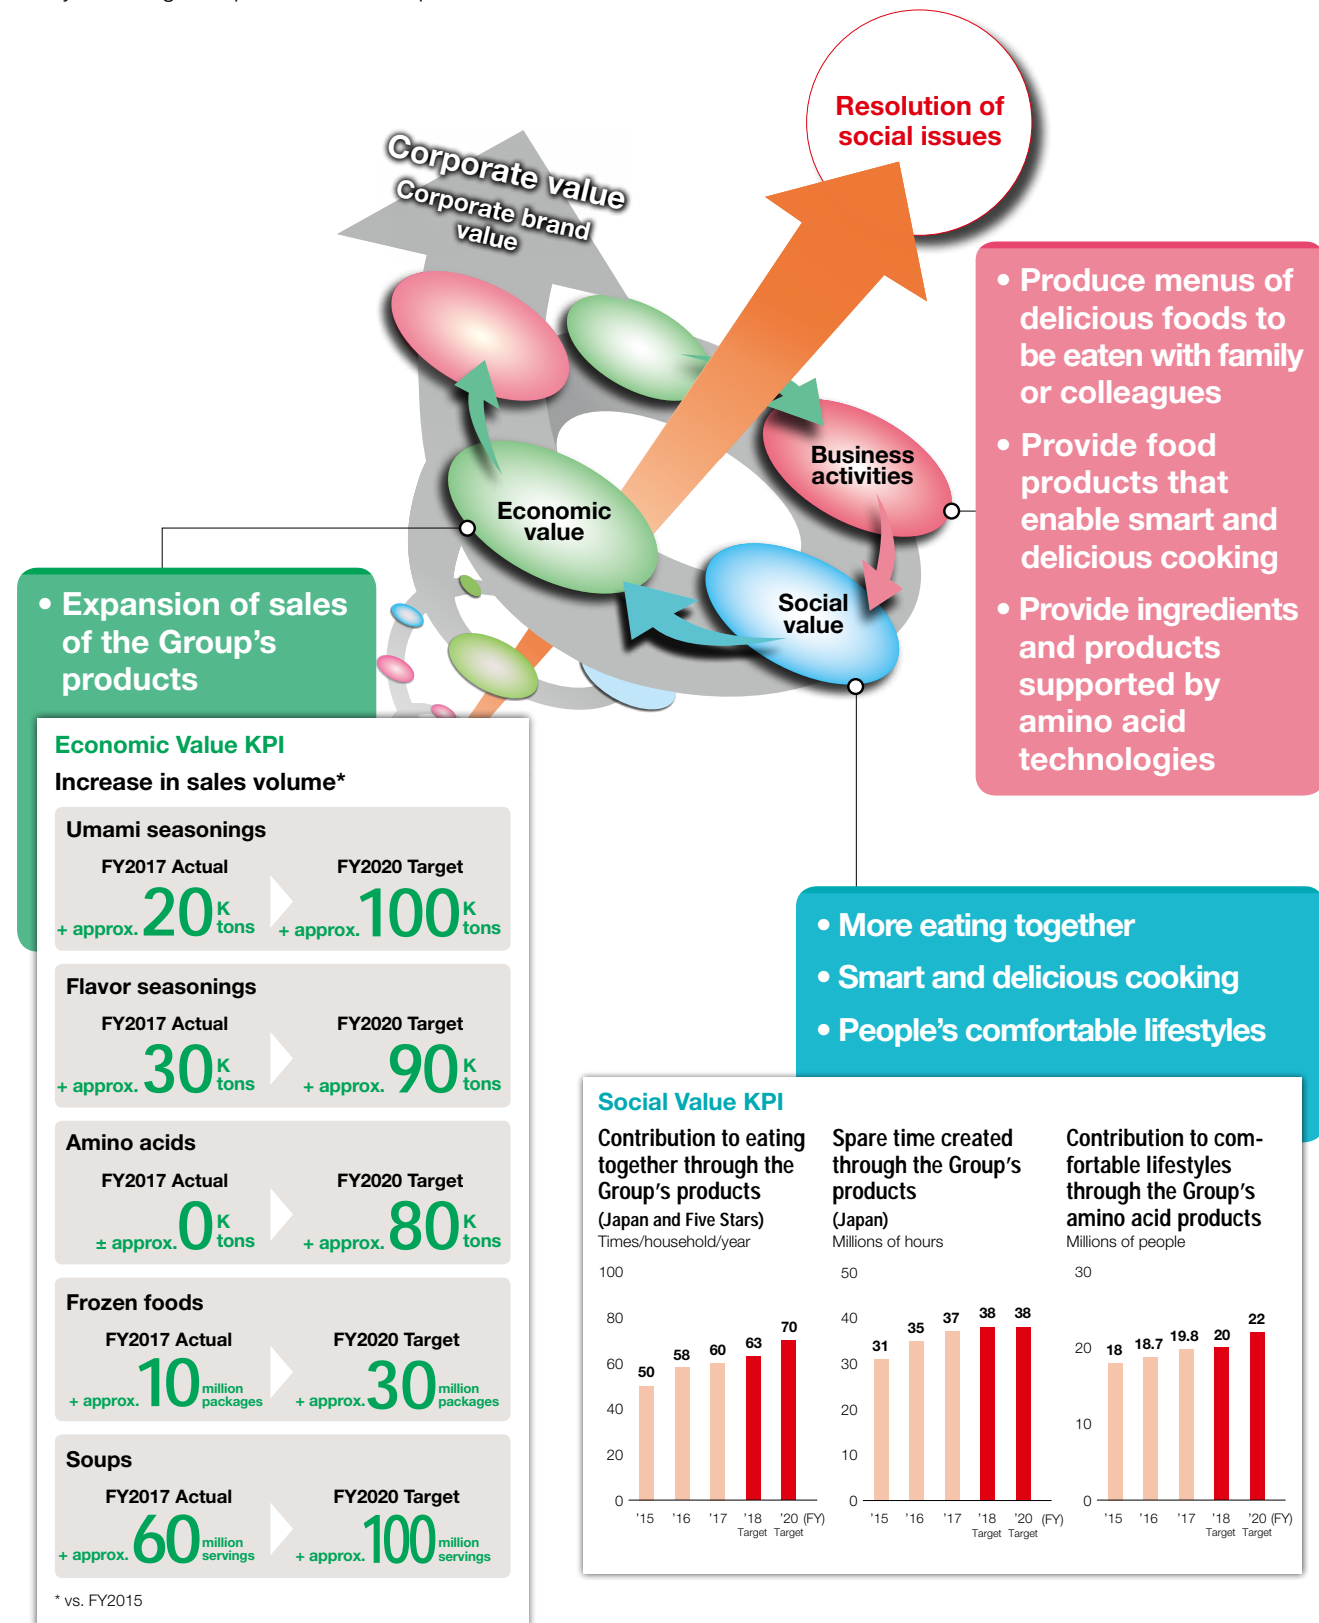 Resolution of
social issues
Corporate value
Corporate brand
value
• Produce menus of
delicious foods to
be eaten with family
or colleagues
• Provide food
products that
enable smart and
delicious cooking
• Provide ingredients
and products
supported by
amino acid
technologies
Business
activities
Economic
value
Social
value
• Expansion of sales
of the Group's
products
Economic Value KPI
Increase in sales volume*
Umami seasonings
FY2017 Actual FY2020 Target
+ approx. 20 K tons + approx. 100 K tons
Flavor seasonings
FY2017 Actual FY2020 Target
+ approx. 30 K tons + approx. 90 K tons
Amino acids
FY2017 Actual FY2020 Target
± approx. 0 K tons + approx. 80 K tons
Frozen foods
FY2017 Actual FY2020 Target
+ approx. 10 million packages + approx. 30 million packages
Soups
FY2017 Actual FY2020 Target
+ approx. 60 million servings + approx. 100 million servings
* vs. FY2015
• More eating together
• Smart and delicious cooking
• People's comfortable lifestyles
Social Value KPI
Contribution to eating
together through the
Group's products
(Japan and Five Stars)
Times/household/year
100
80
60
40
20
0
50 58 60 63 70
'15 '16 '17 '18 '20 (FY)
Target Target
Spare time created
through the Group's
products
(Japan)
Millions of hours
50
40
30
20
10
0
31 35 37 38 38
'15 '16 '17 '18 '20 (FY)
Target Target
Contribution to com-
fortable lifestyles
through the Group's
amino acid products
Millions of people
30
20
10
0
18 18.7 19.8 20 22
'15 '16 '17 '18 '20 (FY)
Target Target